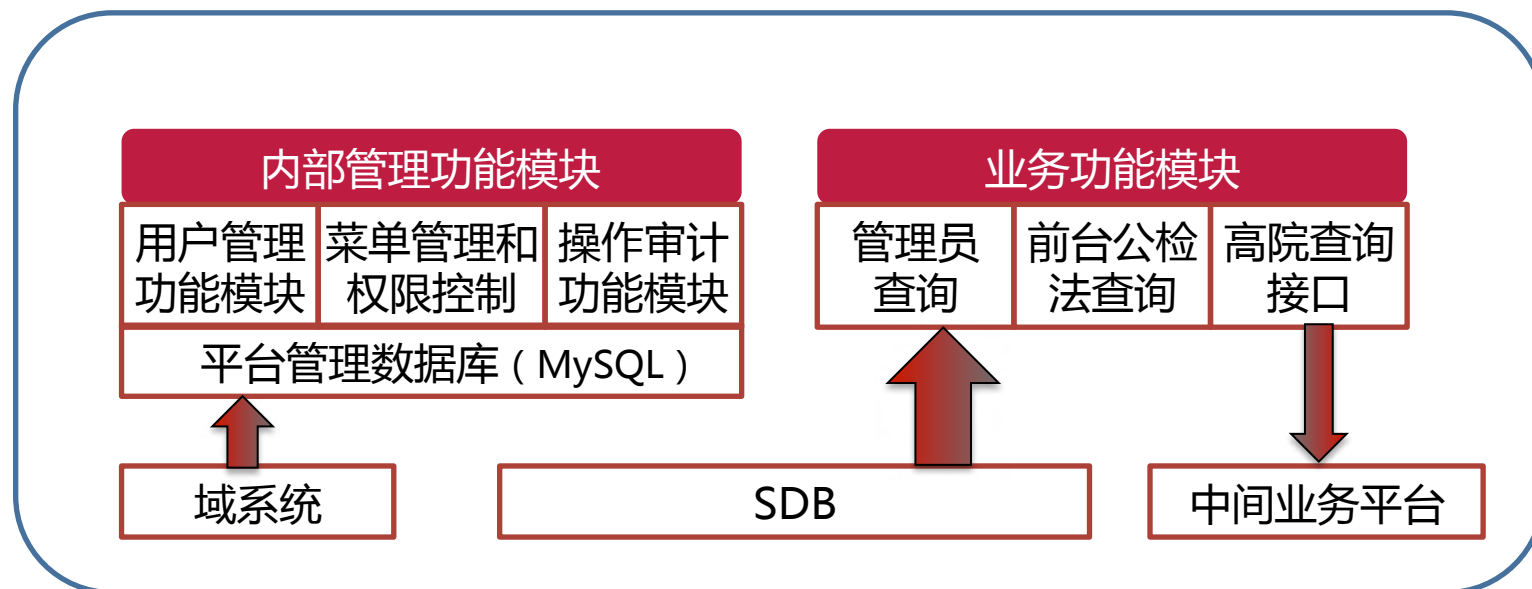 内部管理功能模块
用户管理
功能模块
菜单管理和
权限控制
操作审计
功能模块
平台管理数据库（MySQL）
域系统
业务功能模块
管理员
查询
前台公检
法查询
高院查询
接口
SDB
中间业务平台